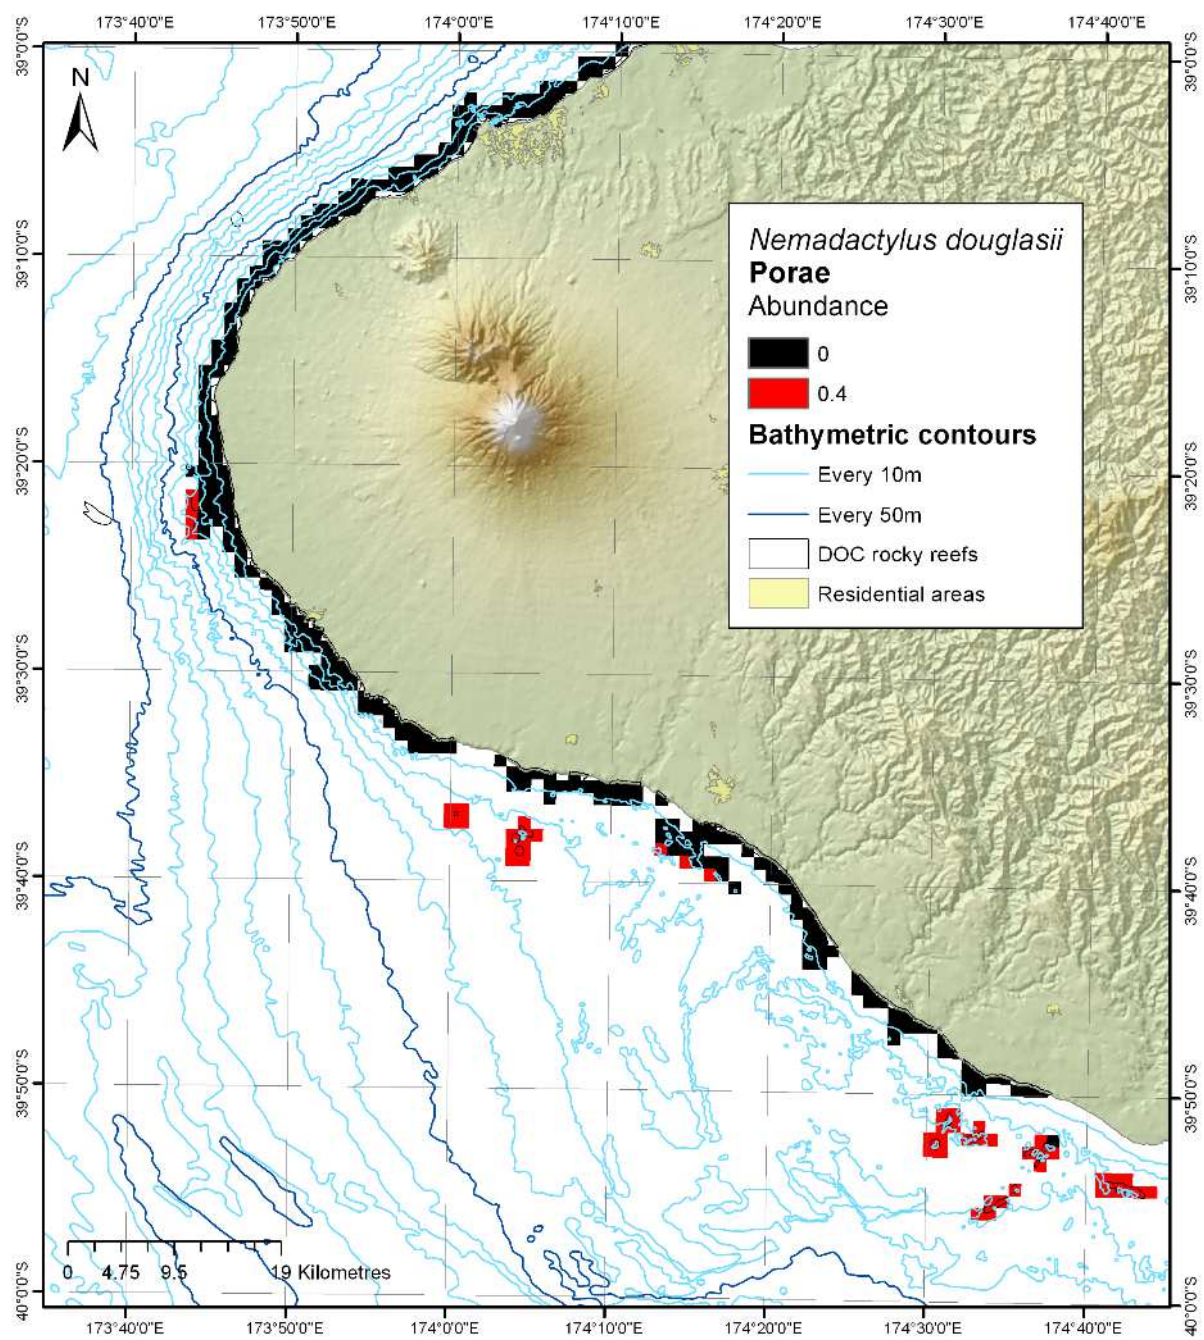 173°40'0"E 173°50'0"E 174°0'0"E 174°10'0"E 174°20'0"E 174°30'0"E 174°40'0"E
39°0'0"S 39°0'0"S
N
39°10'0"S 39°10'0"S
Nemadactylus douglasii
Porae
Abundance
0
0.4
Bathymetric contours
Every 10m
Every 50m
DOC rocky reefs
Residential areas
39°20'0"S 39°20'0"S
39°30'0"S 39°30'0"S
39°40'0"S 39°40'0"S
39°50'0"S 39°50'0"S
0 4.75 9.5 19 Kilometres
40°0'0"S 40°0'0"S
173°40'0"E 173°50'0"E 174°0'0"E 174°10'0"E 174°20'0"E 174°30'0"E 174°40'0"E